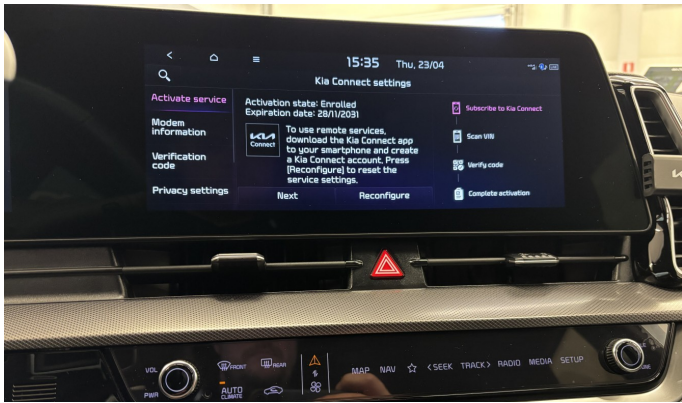 15:35 Thu, 23/04
Kia Connect settings
Activate service
Modem
information
Verification
code
Privacy settings
Activation state: Enrolled
Expiration date: 28/11/2031
KIA
Connect
To use remote services,
download the Kia Connect app
to your smartphone and create
a Kia Connect account. Press
[Reconfigure] to reset the
service settings.
Next
Reconfigure
Subscribe to Kia Connect
Scan VIN
Verify code
Complete activation
VOL
PWR
FRONT
REAR
AUTO
CLIMATE
MAP NAV ☆ <SEEK TRACK> RADIO MEDIA SETUP